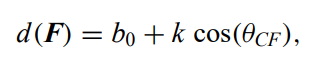 d(F) = b₀ + k cos(θ_CF),